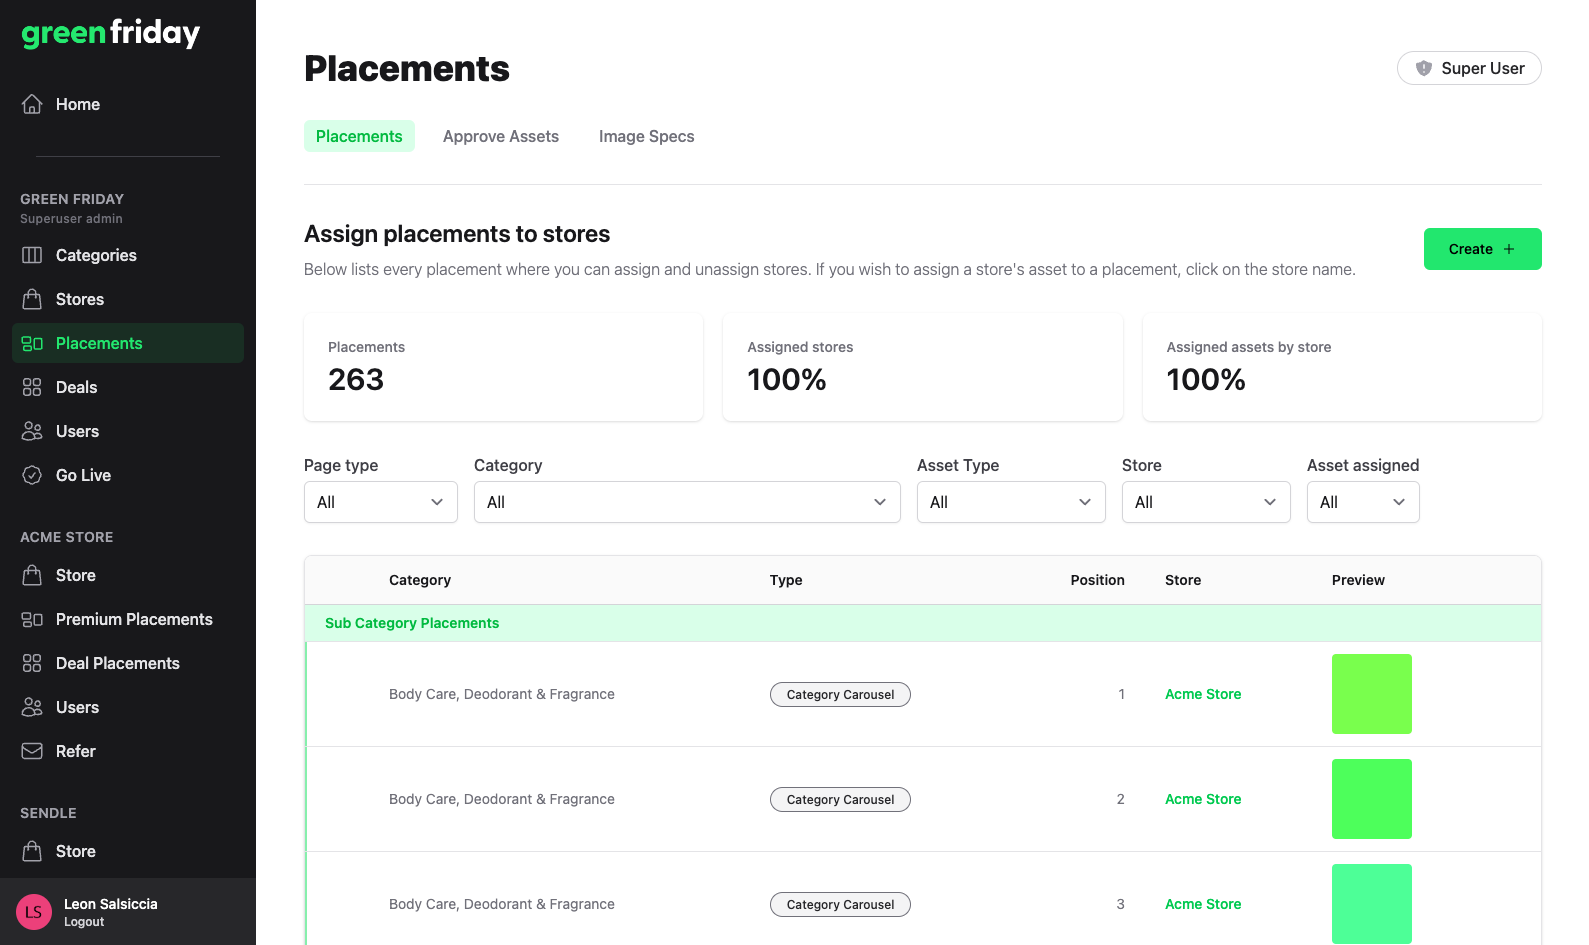 greenfriday
Home
GREEN FRIDAY
Superuser admin
Categories
Stores
Placements
Deals
Users
Go Live
ACME STORE
Store
Premium Placements
Deal Placements
Users
Refer
SENDLE
Store
LS
Leon Salsiccia
Logout
Placements
Super User
Placements Approve Assets Image Specs
Assign placements to stores
Below lists every placement where you can assign and unassign stores. If you wish to assign a store's asset to a placement, click on the store name.
Create +
Placements
263
Assigned stores
100%
Assigned assets by store
100%
Page type Category Asset Type Store Asset assigned
All All All All All
Category Type Position Store Preview
Sub Category Placements
Body Care, Deodorant & Fragrance Category Carousel 1 Acme Store
Body Care, Deodorant & Fragrance Category Carousel 2 Acme Store
Body Care, Deodorant & Fragrance Category Carousel 3 Acme Store